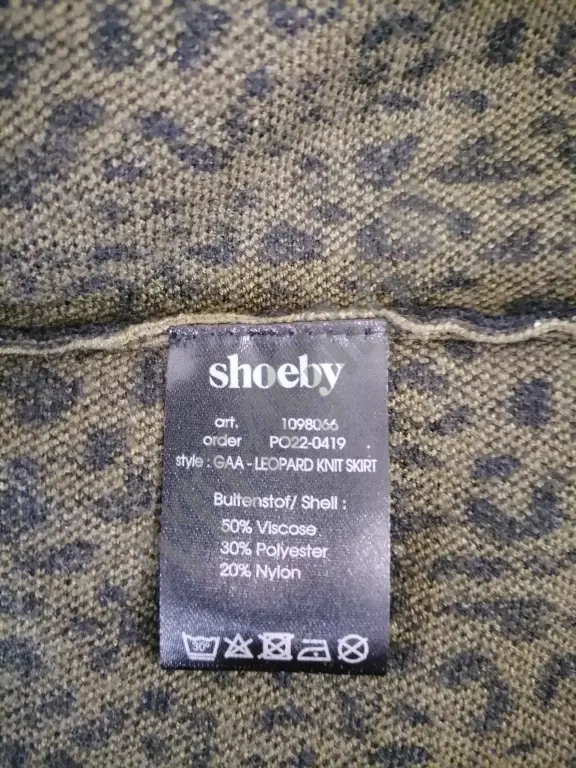 shoeby
art. 1098066
order PO22-0419
style : GAA - LEOPARD KNIT SKIRT
Buitenstof/ Shell :
50% Viscose
30% Polyester
20% Nylon
30°